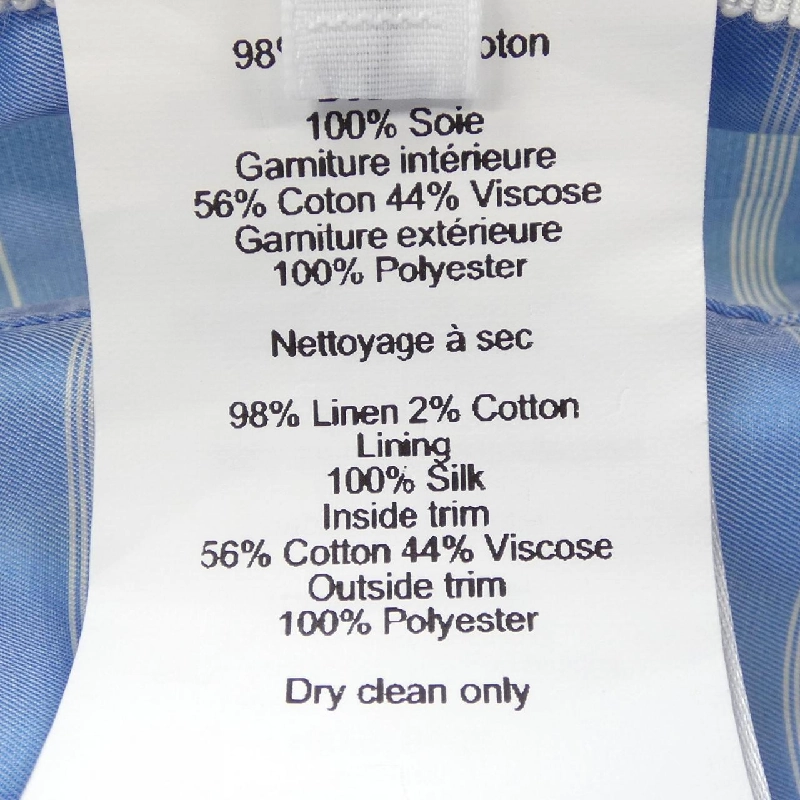 98%
100% Soie
Garniture intérieure
56% Coton 44% Viscose
Garniture extérieure
100% Polyester
Nettoyage à sec
98% Linen 2% Cotton
Lining
100% Silk
Inside trim
56% Cotton 44% Viscose
Outside trim
100% Polyester
Dry clean only